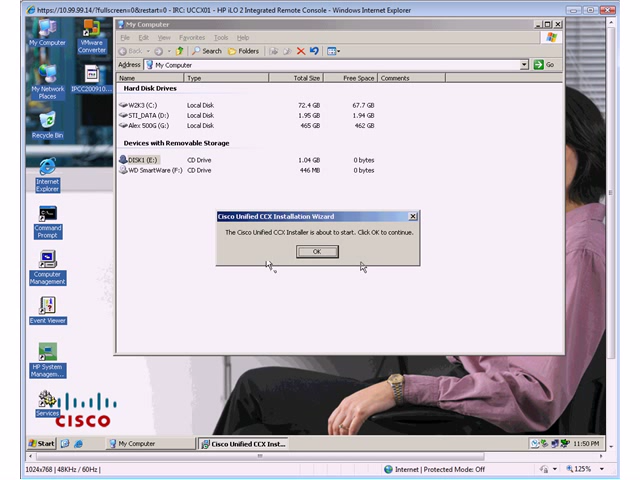 https://10.99.99.14/?fullscreen=0&restart=0 - IRC: UCCX01 - HP iLO 2 Integrated Remote Console - Windows Internet Explorer
My Computer
VMware Converter
My Network Places
IPCC200910...
Recycle Bin
Internet Explorer
Command Prompt
Computer Management
Event Viewer
HP System Managem...
Services
CISCO
My Computer
File Edit View Favorites Tools Help
Back Search Folders
Address My Computer Go
Name Type Total Size Free Space Comments
Hard Disk Drives
W2K3 (C:) Local Disk 72.4 GB 67.7 GB
STI_DATA (D:) Local Disk 1.95 GB 1.94 GB
Alex 500G (G:) Local Disk 465 GB 462 GB
Devices with Removable Storage
DISK1 (E:) CD Drive 1.04 GB 0 bytes
WD SmartWare (F:) CD Drive 446 MB 0 bytes
Cisco Unified CCX Installation Wizard
The Cisco Unified CCX Installer is about to start. Click OK to continue.
OK
Start My Computer Cisco Unified CCX Inst... 11:50 PM
1024x768 | 48KHz / 60Hz | Internet | Protected Mode: Off 125%